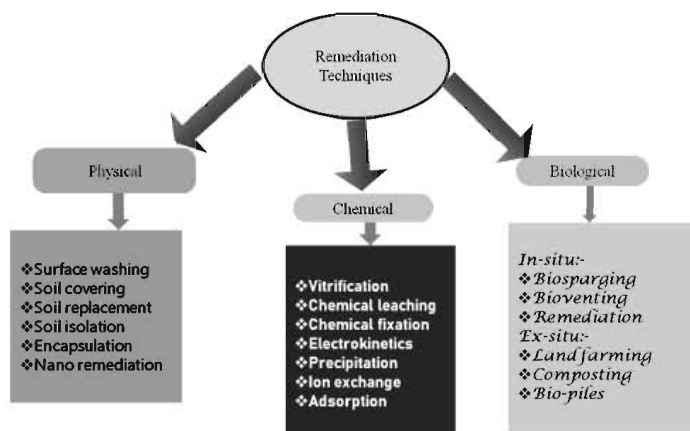 Remediation
Techniques
Physical
❖Surface washing
❖Soil covering
❖Soil replacement
❖Soil isolation
❖Encapsulation
❖Nano remediation
Chemical
❖Vitrification
❖Chemical leaching
❖Chemical fixation
❖Electrokinetics
❖Precipitation
❖Ion exchange
❖Adsorption
Biological
In-situ:-
❖Biosparging
❖Bioventing
❖Remediation
Ex-situ:-
❖Land farming
❖Composting
❖Bio-piles